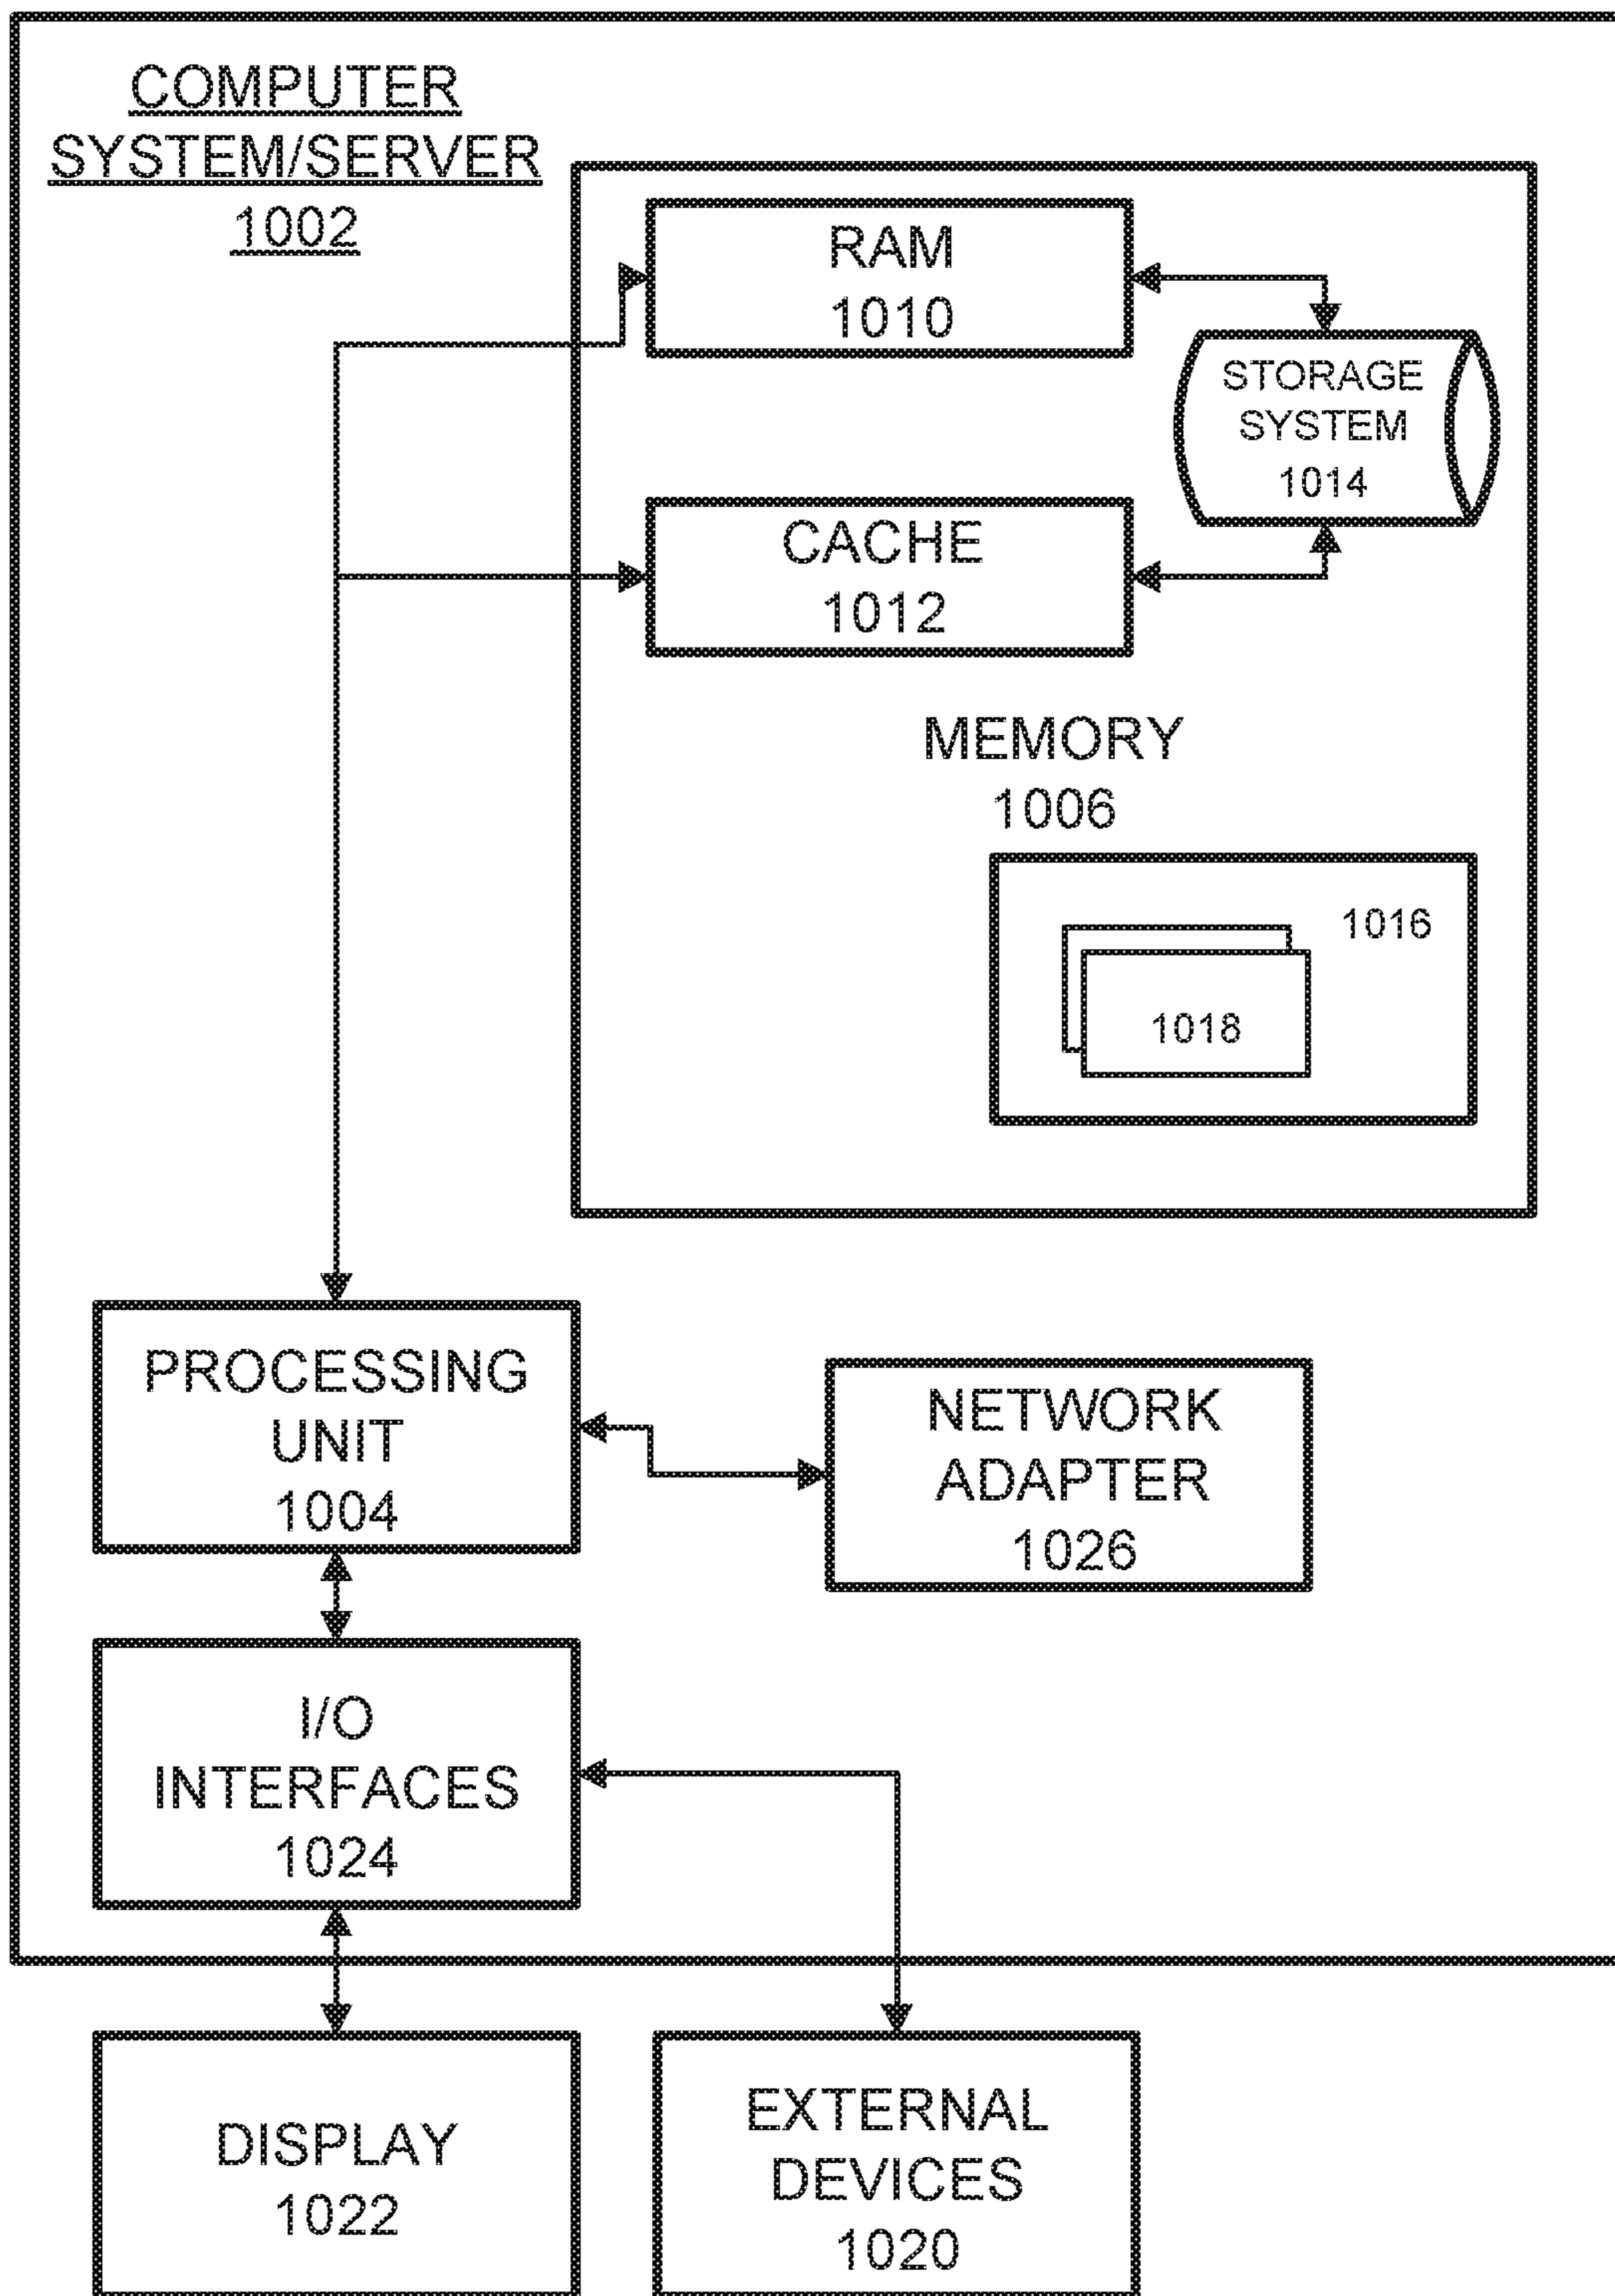 COMPUTER
SYSTEM/SERVER
1002
RAM
1010
STORAGE
SYSTEM
1014
CACHE
1012
MEMORY
1006
1016
1018
PROCESSING
UNIT
1004
NETWORK
ADAPTER
1026
I/O
INTERFACES
1024
DISPLAY
1022
EXTERNAL
DEVICES
1020